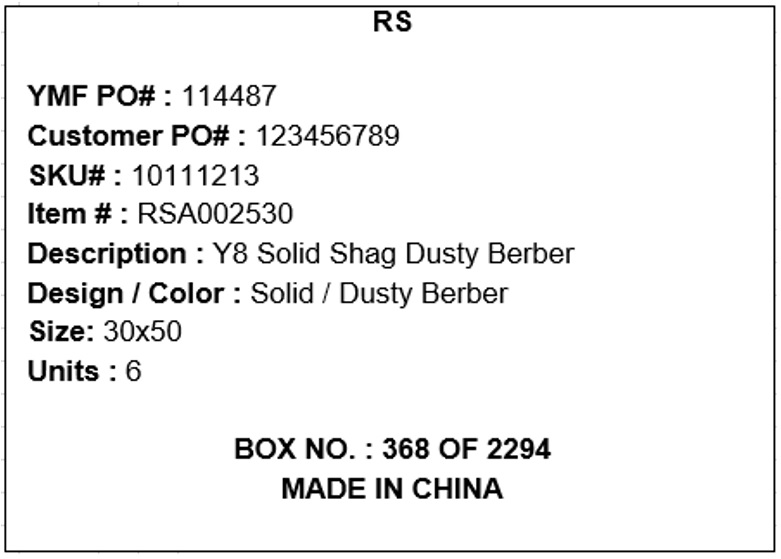 RS
YMF PO# : 114487
Customer PO# : 123456789
SKU# : 10111213
Item # : RSA002530
Description : Y8 Solid Shag Dusty Berber
Design / Color : Solid / Dusty Berber
Size: 30x50
Units : 6
BOX NO. : 368 OF 2294
MADE IN CHINA